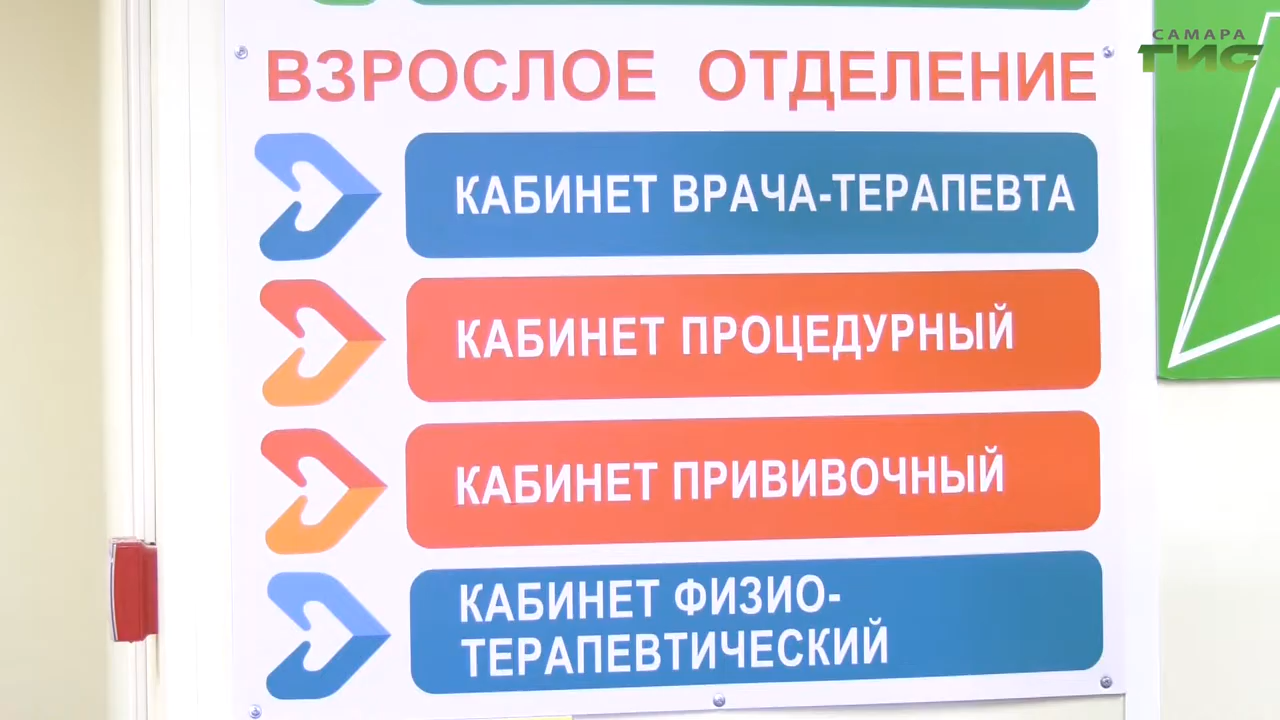 САМАРА
ГИС
ВЗРОСЛОЕ ОТДЕЛЕНИЕ
КАБИНЕТ ВРАЧА-ТЕРАПЕВТА
КАБИНЕТ ПРОЦЕДУРНЫЙ
КАБИНЕТ ПРИВИВОЧНЫЙ
КАБИНЕТ ФИЗИО-
ТЕРАПЕВТИЧЕСКИЙ